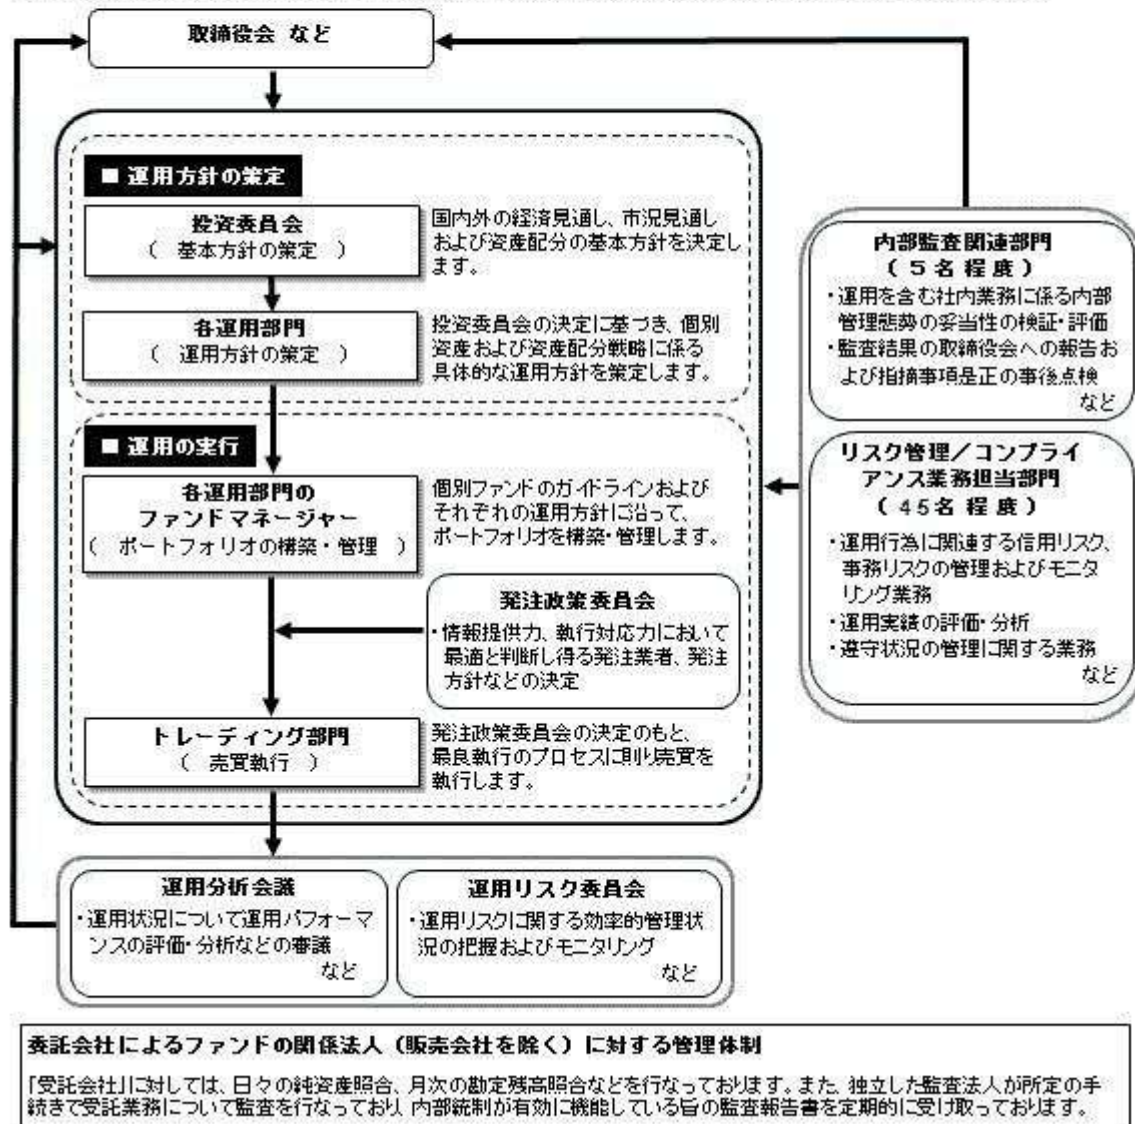 取締役会 など
■ 運用方針の策定
投資委員会
( 基本方針の策定 )
国内外の経済見通し、市況見通し
および資産配分の基本方針を決定し
ます。
各運用部門
( 運用方針の策定 )
投資委員会の決定に基づき、個別
資産および資産配分戦略に係る
具体的な運用方針を策定します。
■ 運用の実行
各運用部門の
ファンドマネージャー
( ポートフォリオの構築・管理 )
個別ファンドのガイドラインおよび
それぞれの運用方針に沿って、
ポートフォリオを構築・管理します。
発注政策委員会
・情報提供力、執行対応力において
最適と判断し得る発注業者、発注
方針などの決定
トレーディング部門
( 売買執行 )
発注政策委員会の決定のもと、
最良執行のプロセスに則り売買を
執行します。
内部監査関連部門
(5名程度)
・運用を含む社内業務に係る内部
管理態勢の妥当性の検証・評価
・監査結果の取締役会への報告お
よび指摘事項是正の事後点検
など
リスク管理/コンプライ
アンス業務担当部門
(45名程度)
・運用行為に関連する信用リスク、
事務リスクの管理およびモニタ
リング業務
・運用実績の評価・分析
・遵守状況の管理に関する業務
など
運用分析会議
・運用状況について運用パフォーマ
ンスの評価・分析などの審議
など
運用リスク委員会
・運用リスクに関する効率的管理状
況の把握およびモニタリング
など
委託会社によるファンドの関係法人(販売会社を除く)に対する管理体制
「受託会社」に対しては、日々の純資産照合、月次の勘定残高照合などを行なっております。また、独立した監査法人が所定の手
続きで受託業務について監査を行なっており、内部統制が有効に機能している旨の監査報告書を定期的に受け取っております。